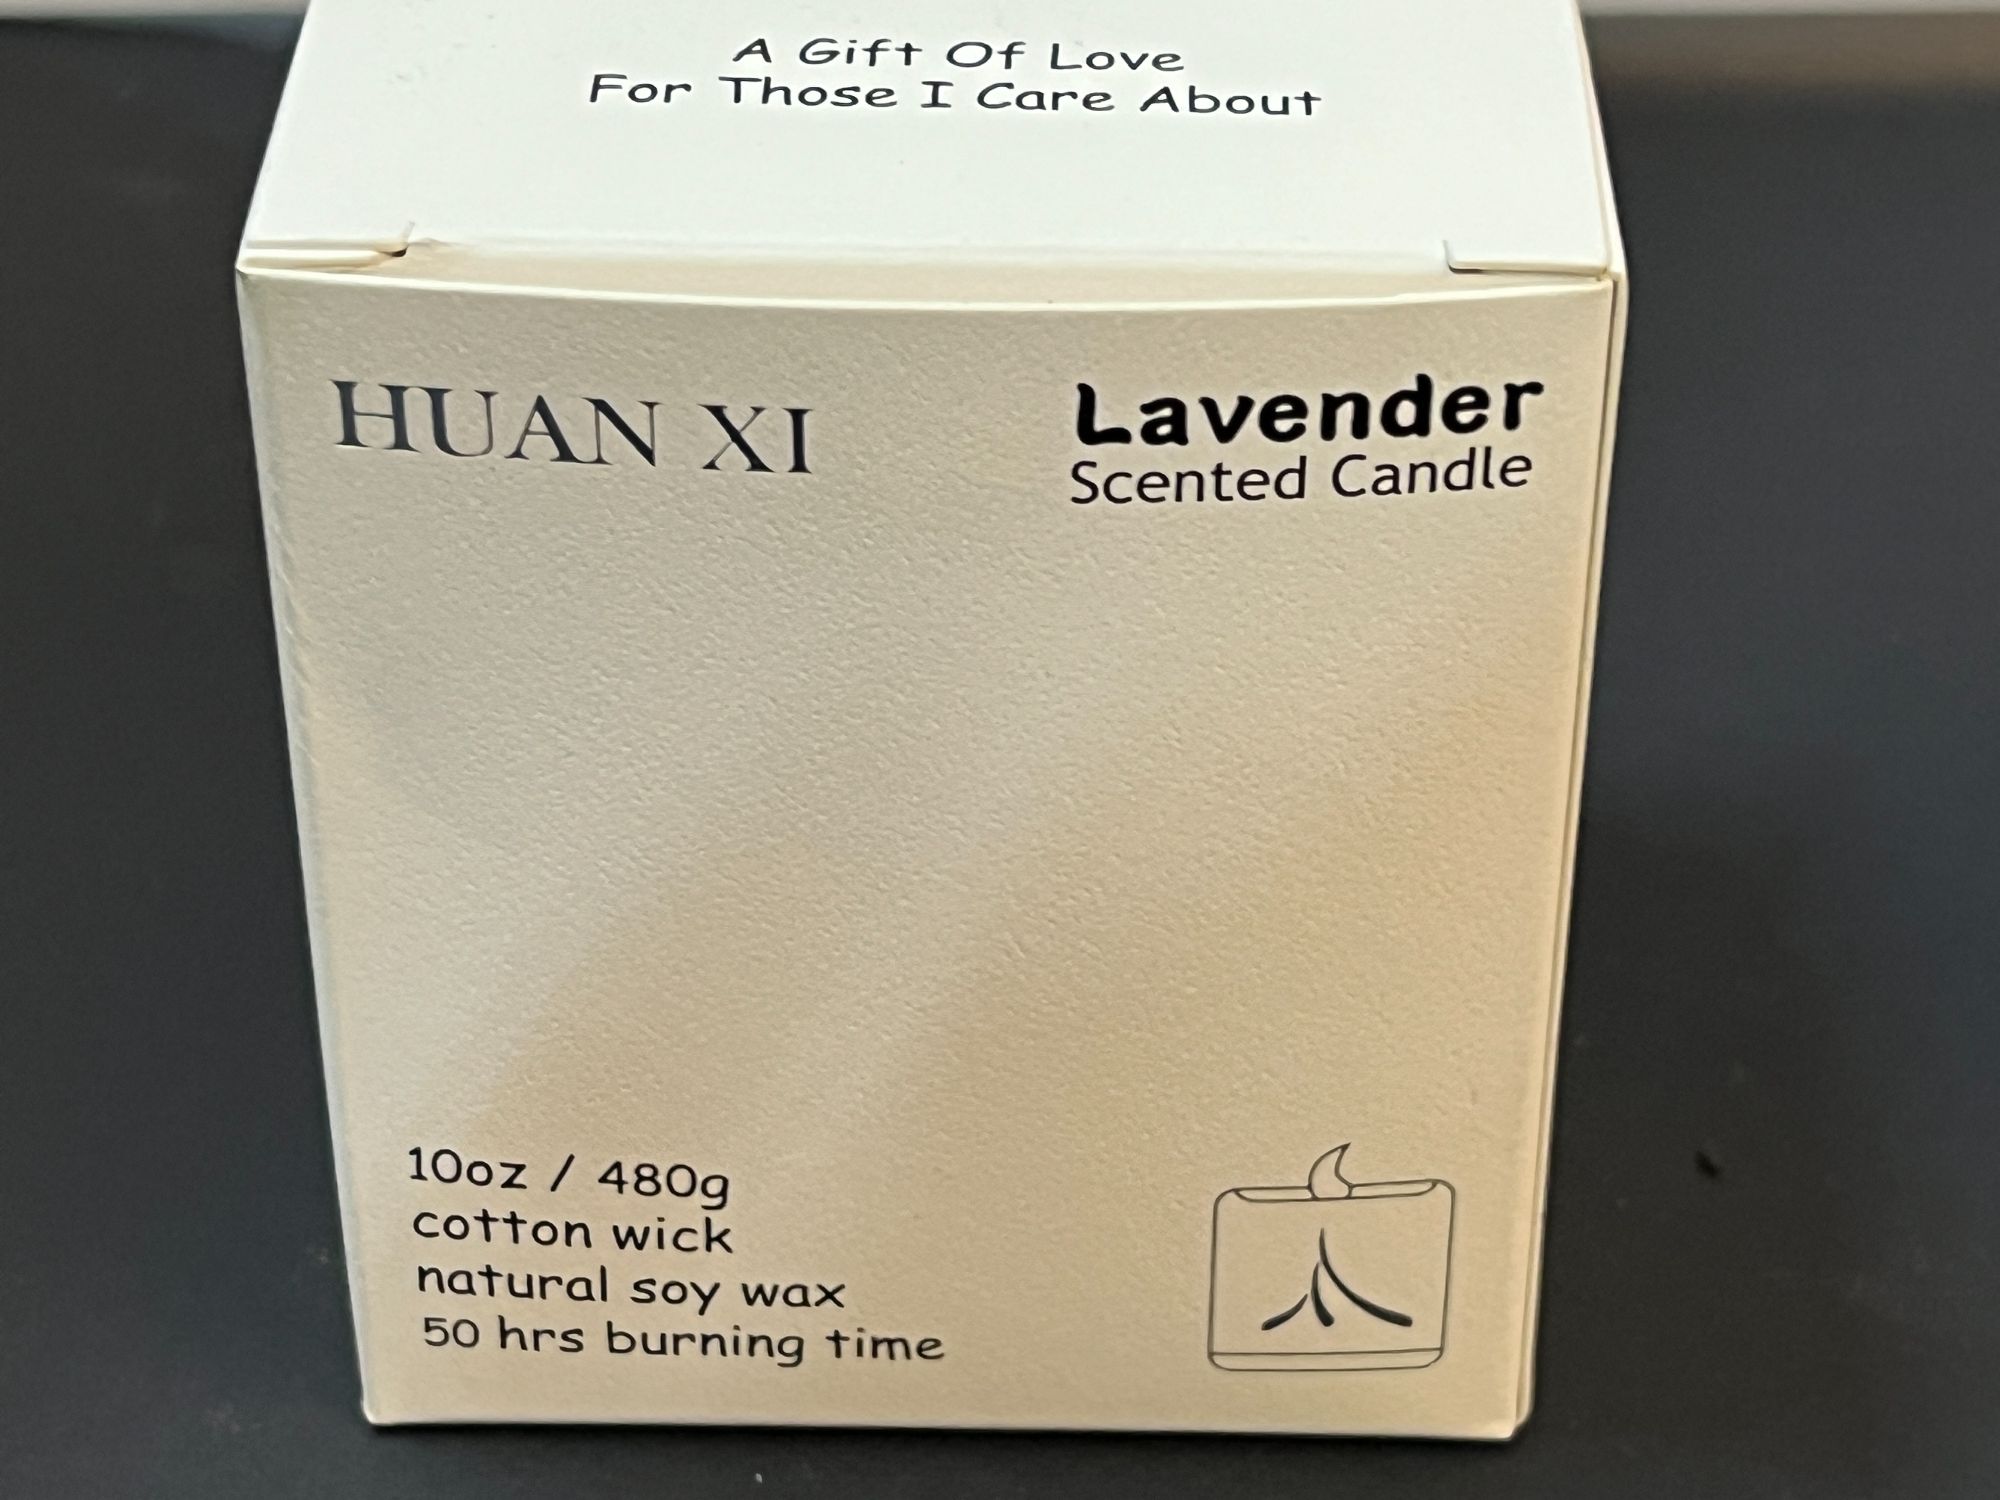 A Gift Of Love
For Those I Care About
HUAN XI
Lavender
Scented Candle
10oz / 480g
cotton wick
natural soy wax
50 hrs burning time